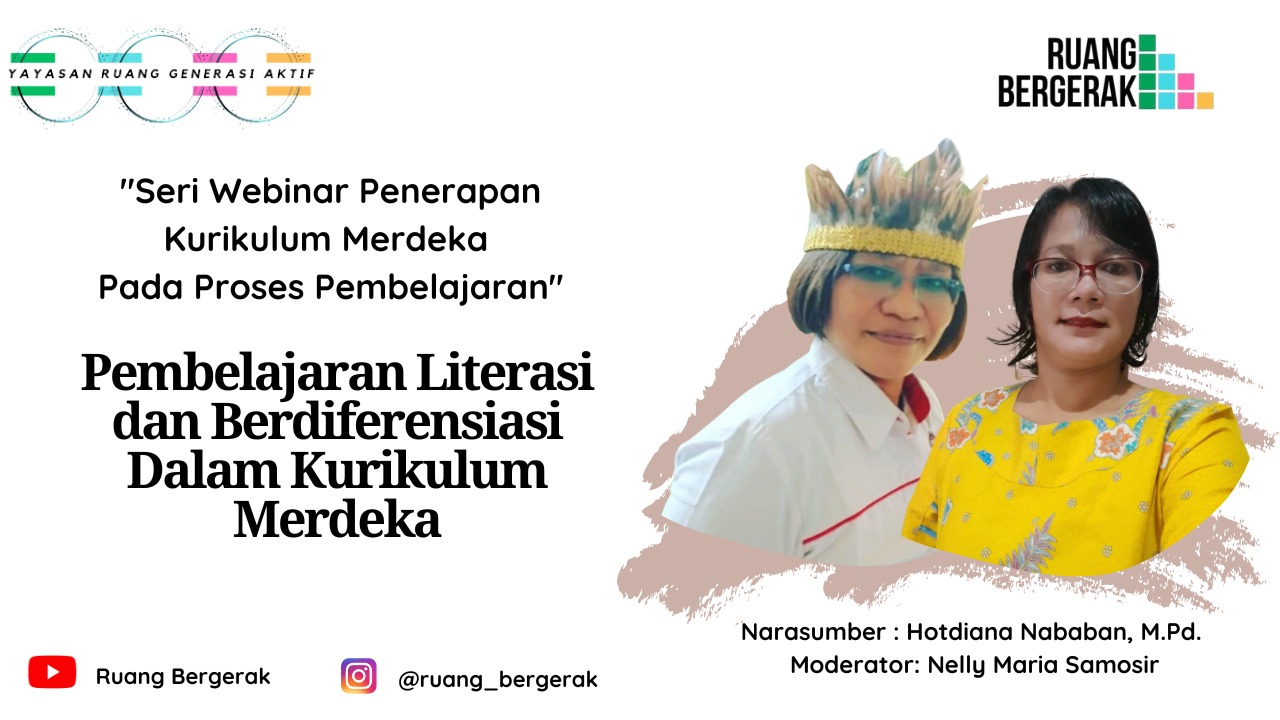 YAYASAN RUANG GENERASI AKTIF
RUANG
BERGERAK
"Seri Webinar Penerapan
Kurikulum Merdeka
Pada Proses Pembelajaran"
Pembelajaran Literasi
dan Berdiferensiasi
Dalam Kurikulum
Merdeka
Narasumber : Hotdiana Nababan, M.Pd.
Moderator: Nelly Maria Samosir
Ruang Bergerak
@ruang_bergerak